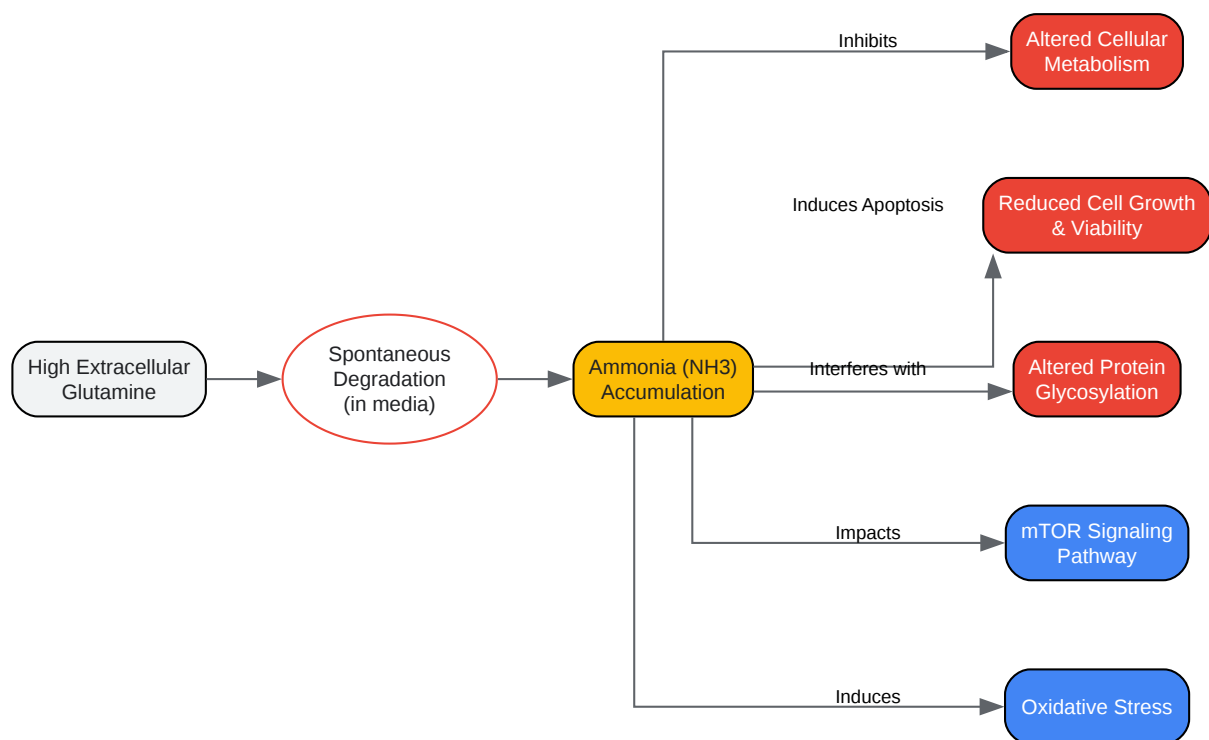 High Extracellular
Glutamine
Spontaneous
Degradation
(in media)
Ammonia (NH3)
Accumulation
Inhibits
Altered Cellular
Metabolism
Induces Apoptosis
Reduced Cell Growth
& Viability
Interferes with
Altered Protein
Glycosylation
Impacts
mTOR Signaling
Pathway
Induces
Oxidative Stress